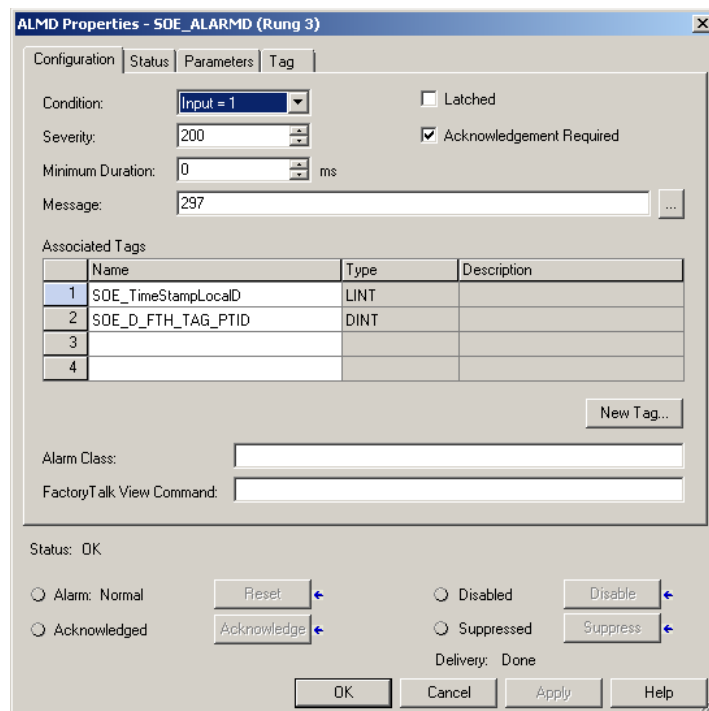 ALMD Properties - SOE_ALARMD (Rung 3)
Configuration Status Parameters Tag
Condition: Input = 1 Latched
Severity: 200 Acknowledgement Required
Minimum Duration: 0 ms
Message: 297 ...
Associated Tags
Name Type Description
1 SOE_TimeStampLocalD LINT
2 SOE_D_FTH_TAG_PTID DINT
3
4
New Tag...
Alarm Class:
FactoryTalk View Command:
Status: OK
Alarm: Normal Reset Disabled Disable
Acknowledged Acknowledge Suppressed Suppress
Delivery: Done
OK Cancel Apply Help